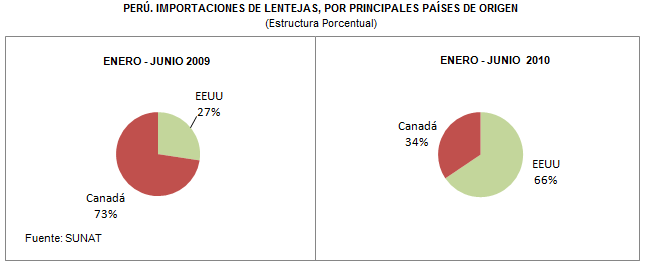 PERÚ. IMPORTACIONES DE LENTEJAS, POR PRINCIPALES PAÍSES DE ORIGEN
(Estructura Porcentual)
ENERO - JUNIO 2009
EEUU
27%
Canadá
73%
Fuente: SUNAT
ENERO - JUNIO 2010
Canadá
34%
EEUU
66%